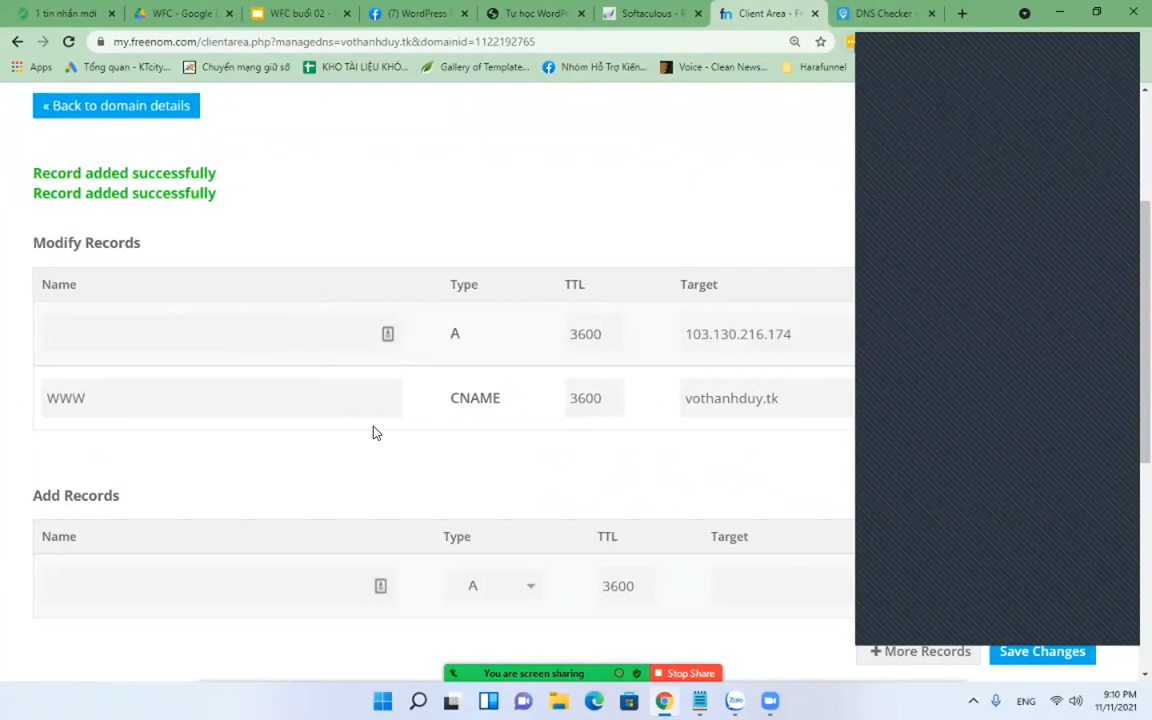 1 tin nhắn mới
WFC - Google
WFC buổi 02 -
(7) WordPress
Tự học WordPr
Softaculous - R
Client Area - Fr
DNS Checker -
my.freenom.com/clientarea.php?managedns=vothanhduy.tk&domainid=1122192765
Apps
Tổng quan - KTcity...
Chuyển mạng giữ số
KHO TÀI LIỆU KHÓ...
Gallery of Template...
Nhóm Hỗ Trợ Kiến...
Voice - Clean News...
Harafunnel
« Back to domain details
Record added successfully
Record added successfully
Modify Records
Name Type TTL Target
A 3600 103.130.216.174
WWW CNAME 3600 vothanhduy.tk
Add Records
Name Type TTL Target
A 3600
+ More Records
Save Changes
You are screen sharing
Stop Share
Zalo
ENG
9:10 PM
11/11/2021